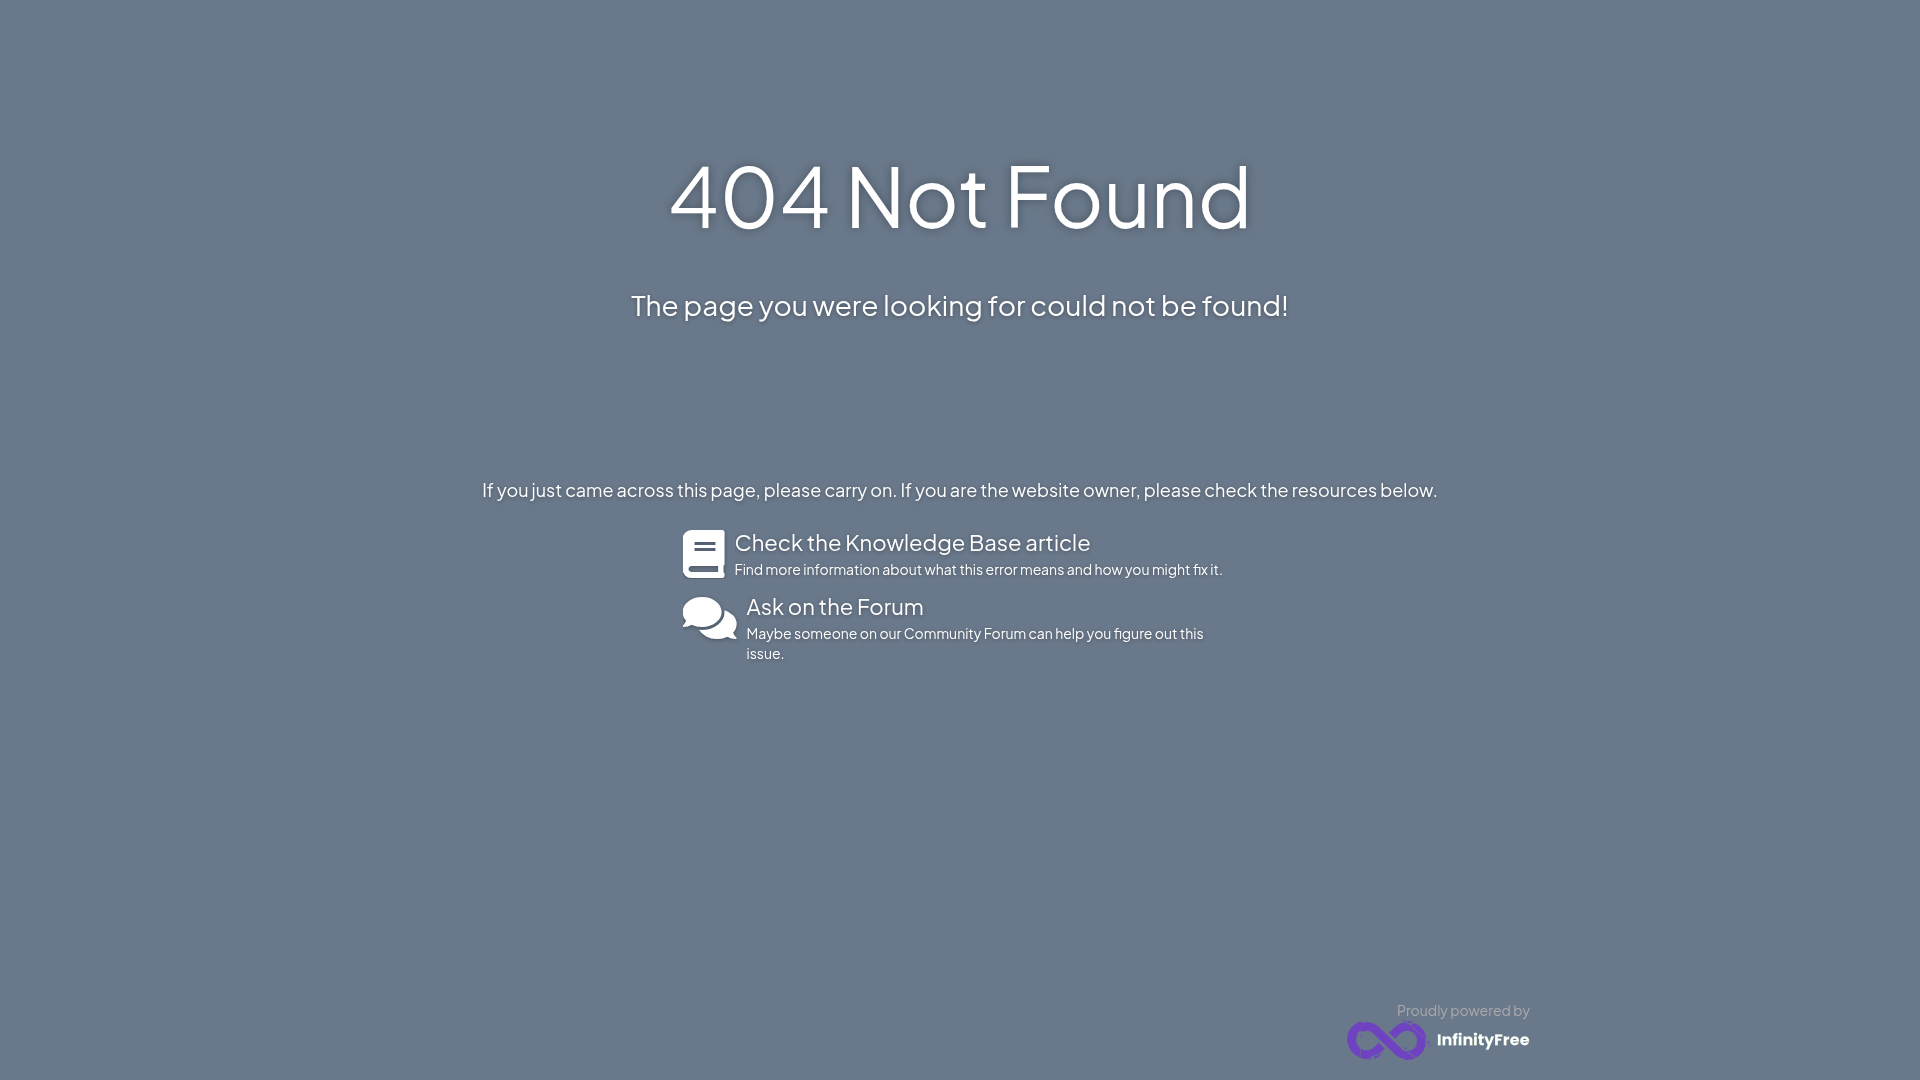 404 Not Found
The page you were looking for could not be found!
If you just came across this page, please carry on. If you are the website owner, please check the resources below.
Check the Knowledge Base article
Find more information about what this error means and how you might fix it.
Ask on the Forum
Maybe someone on our Community Forum can help you figure out this
issue.
Proudly powered by
InfinityFree